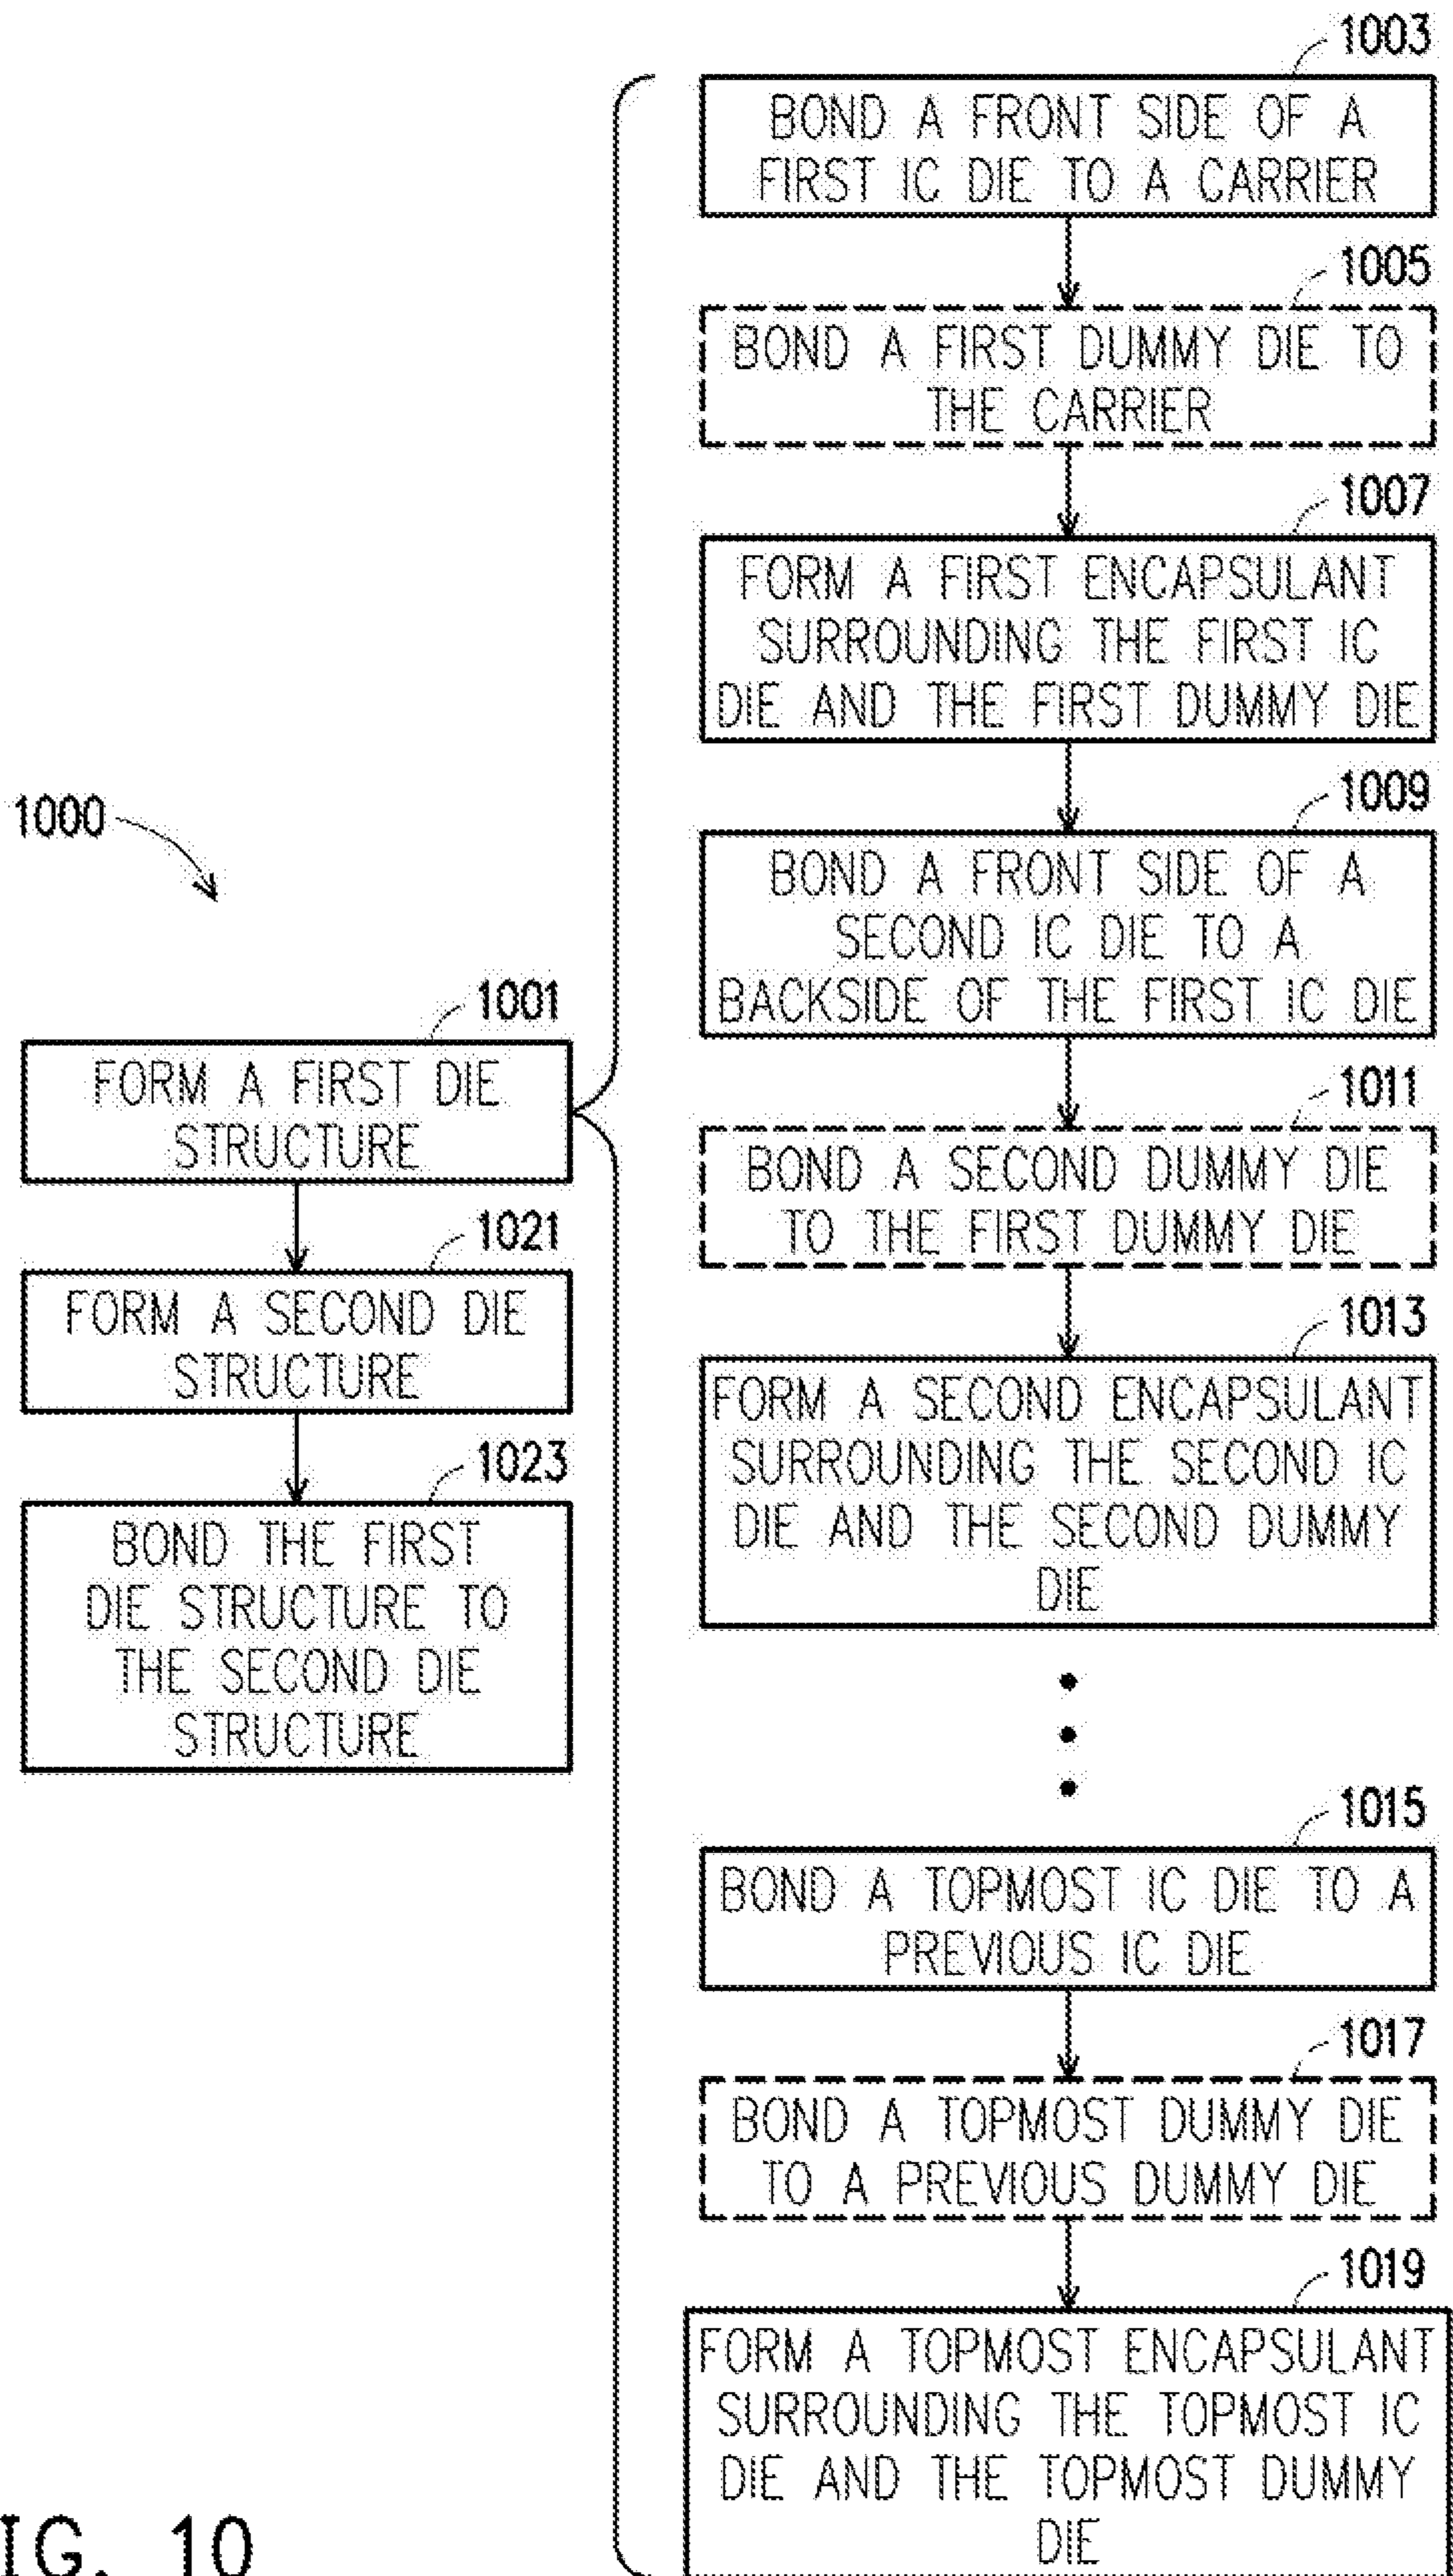 1000
1001
FORM A FIRST DIE
STRUCTURE
1021
FORM A SECOND DIE
STRUCTURE
1023
BOND THE FIRST
DIE STRUCTURE TO
THE SECOND DIE
STRUCTURE
1003
BOND A FRONT SIDE OF A
FIRST IC DIE TO A CARRIER
1005
BOND A FIRST DUMMY DIE TO
THE CARRIER
1007
FORM A FIRST ENCAPSULANT
SURROUNDING THE FIRST IC
DIE AND THE FIRST DUMMY DIE
1009
BOND A FRONT SIDE OF A
SECOND IC DIE TO A
BACKSIDE OF THE FIRST IC DIE
1011
BOND A SECOND DUMMY DIE
TO THE FIRST DUMMY DIE
1013
FORM A SECOND ENCAPSULANT
SURROUNDING THE SECOND IC
DIE AND THE SECOND DUMMY
DIE
1015
BOND A TOPMOST IC DIE TO A
PREVIOUS IC DIE
1017
BOND A TOPMOST DUMMY DIE
TO A PREVIOUS DUMMY DIE
1019
FORM A TOPMOST ENCAPSULANT
SURROUNDING THE TOPMOST IC
DIE AND THE TOPMOST DUMMY
DIE
IG. 10